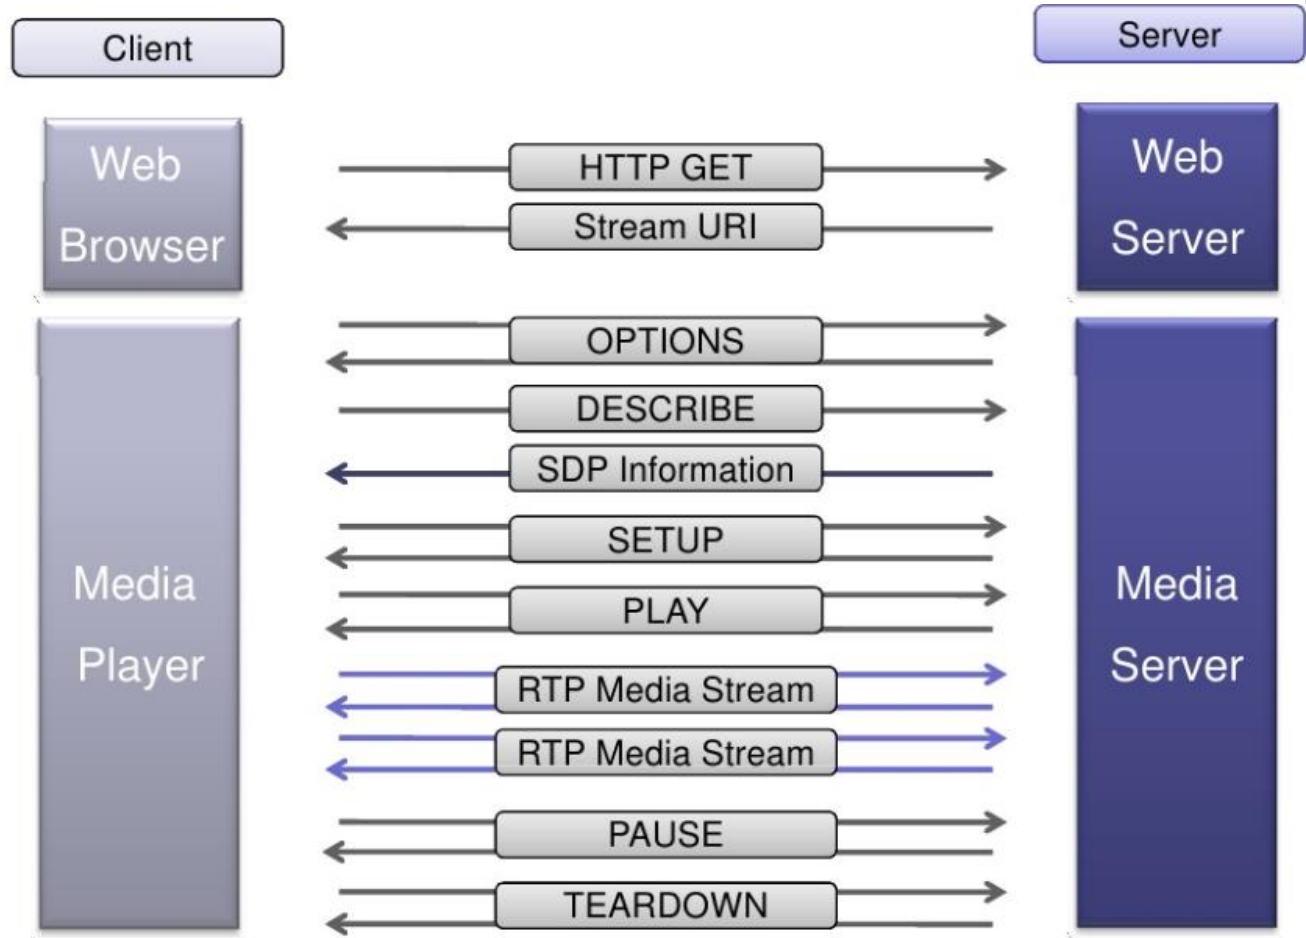 Client
Server
Web
Browser
HTTP GET
Stream URI
Web
Server
OPTIONS
DESCRIBE
SDP Information
SETUP
PLAY
RTP Media Stream
RTP Media Stream
PAUSE
TEARDOWN
Media
Player
Media
Server